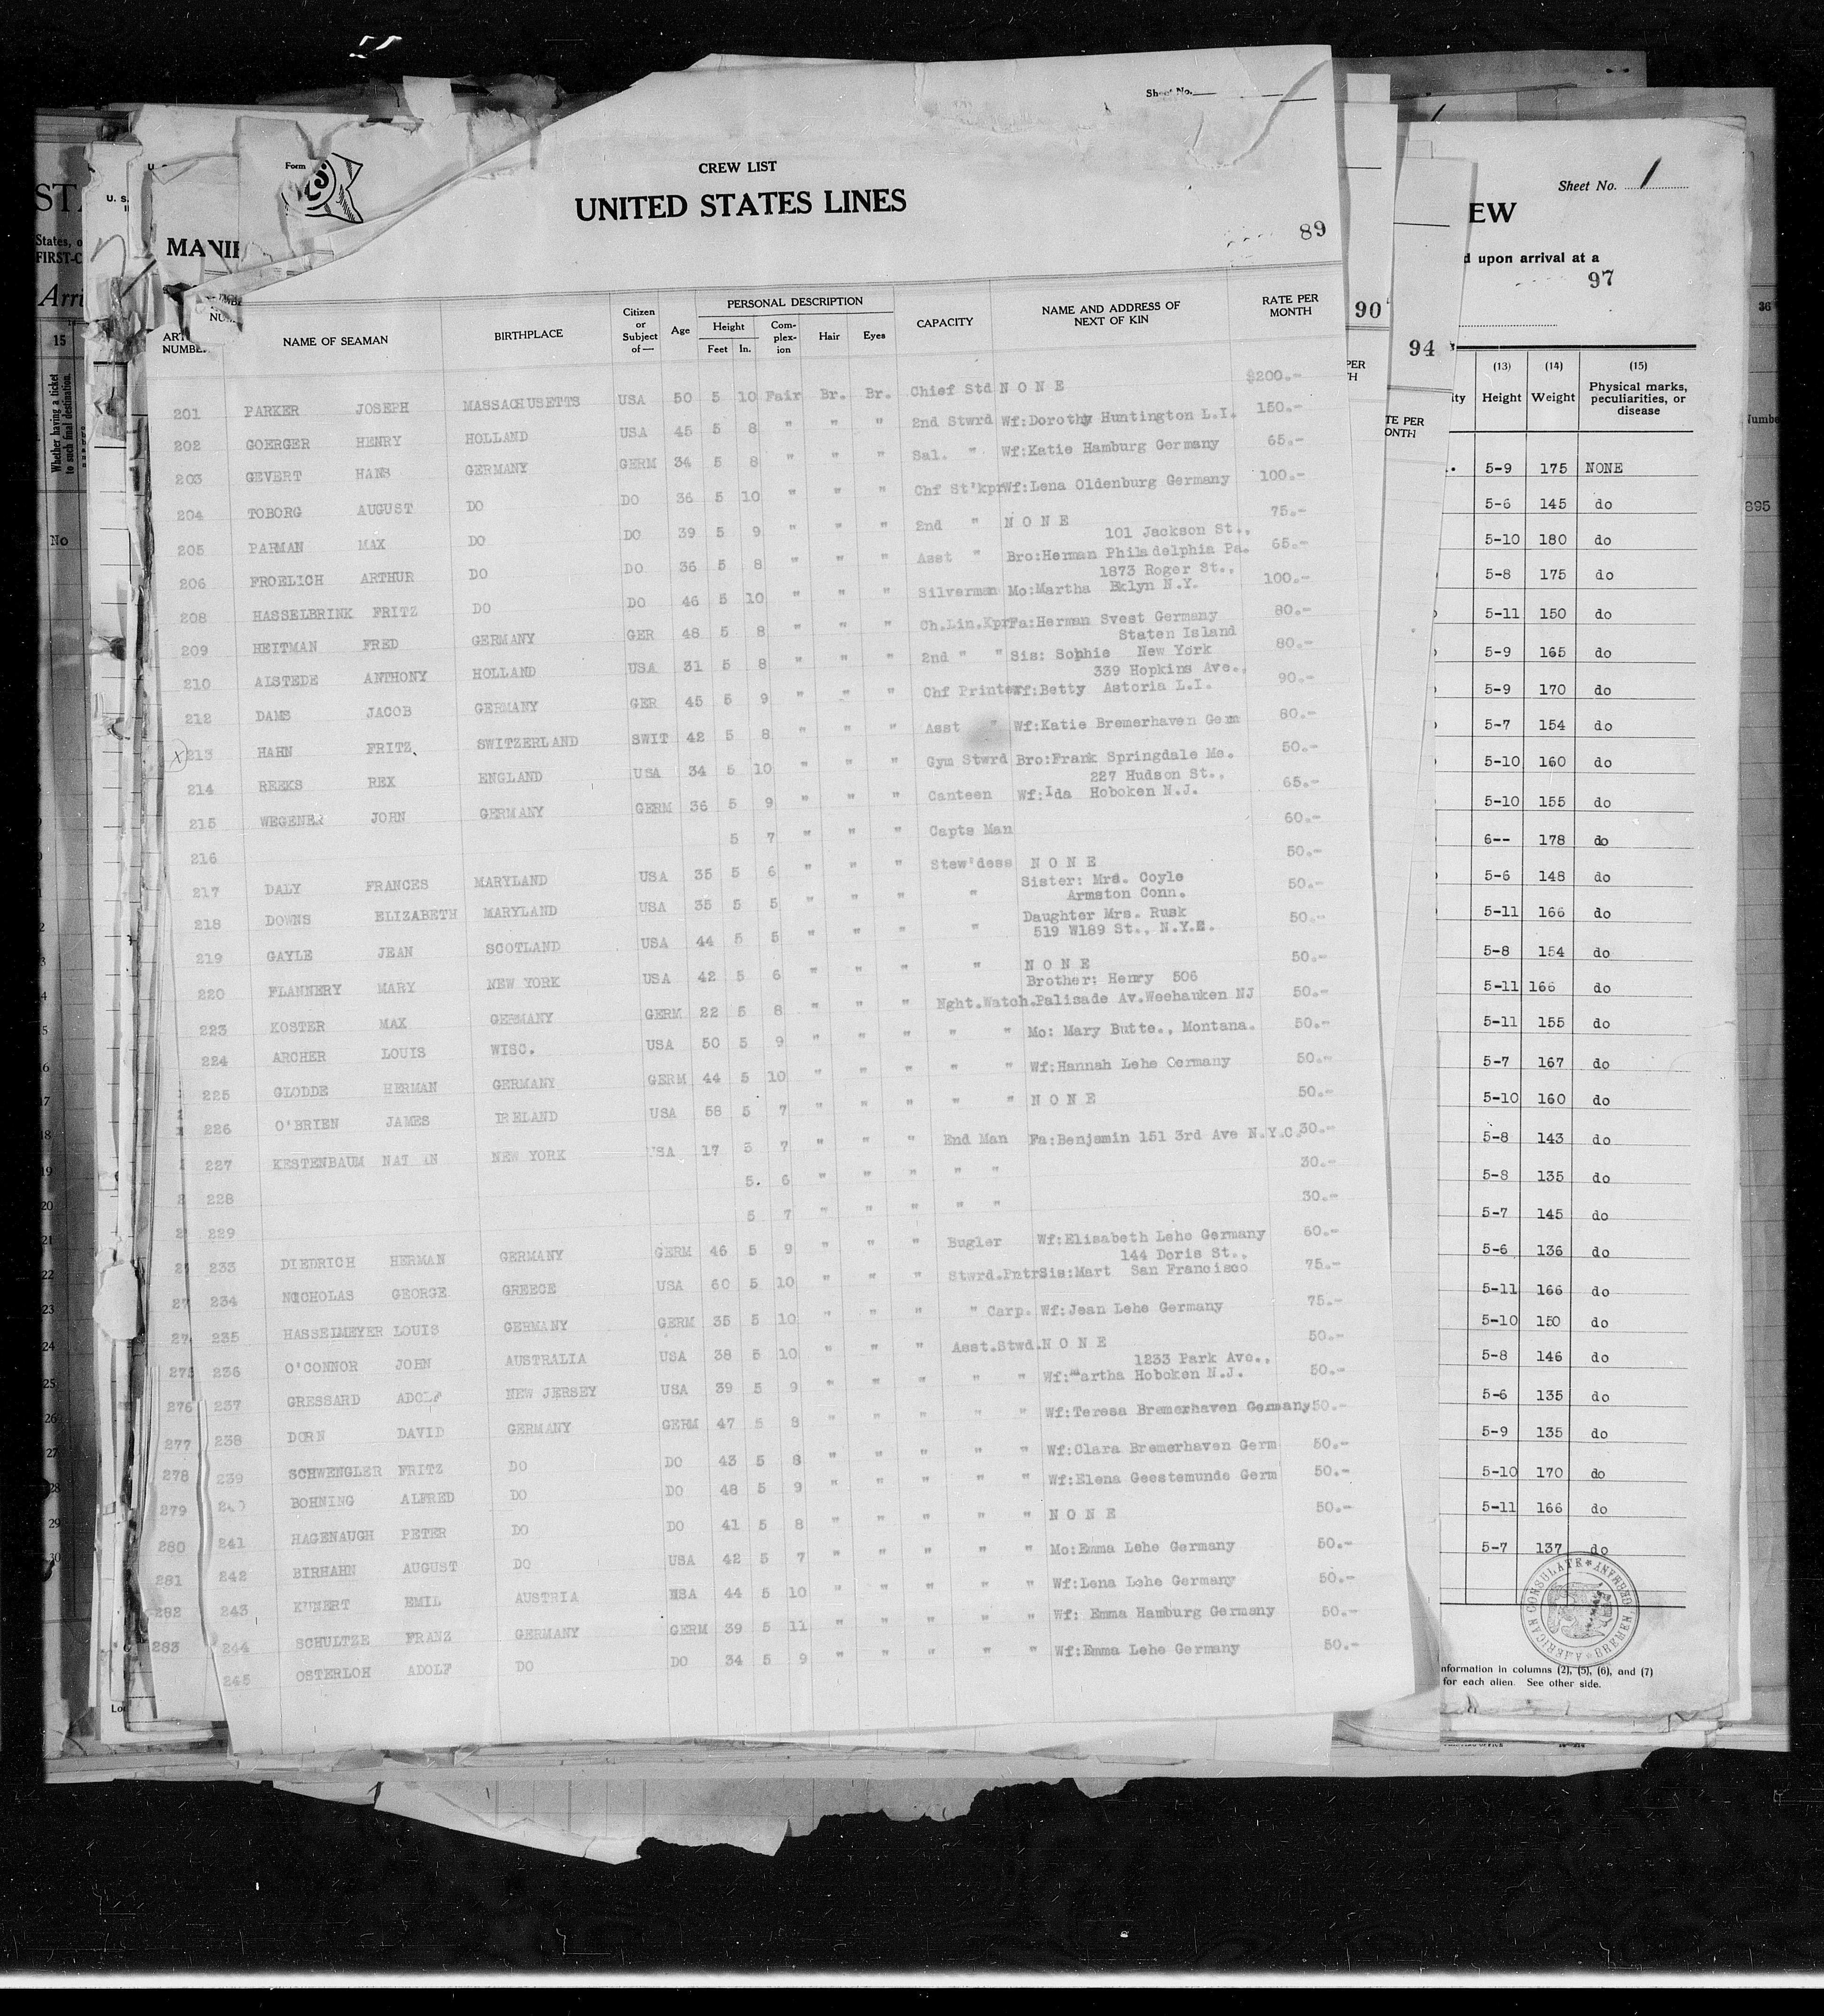 Sheet No.
CREW LIST
UNITED STATES LINES
89
Form
U. S.
MANIF
ARTICLE NUMBER
NAME OF SEAMAN
BIRTHPLACE
Citizen or Subject of—
Age
PERSONAL DESCRIPTION
Height
Feet In.
Com-plex-ion
Hair
Eyes
CAPACITY
NAME AND ADDRESS OF NEXT OF KIN
RATE PER MONTH
201 PARKER JOSEPH MASSACHUSETTS USA 50 5 10 Fair Br. Br. Chief Std N O N E $200.-
202 GOERGER HENRY HOLLAND USA 45 5 8 " " " 2nd Stwrd Wf:Dorothy Huntington L.I. 150.-
203 GEVERT HANS GERMANY GERM 34 5 8 " " " Sal. " Wf:Katie Hamburg Germany 65.-
204 TOBORG AUGUST DO DO 36 5 10 " " " Chf St'kpr Wf:Lena Oldenburg Germany 100.-
205 PARMAN MAX DO DO 39 5 9 " " " 2nd " N O N E 75.-
101 Jackson St.,
206 FROELICH ARTHUR DO DO 36 5 8 " " " Asst " Bro:Herman Philadelphia Pa. 65.-
1873 Roger St.,
208 HASSELBRINK FRITZ DO DO 46 5 10 " " " Silverman Mo:Martha Bklyn N.Y. 100.-
209 HEITMAN FRED GERMANY GER 48 5 8 " " " Ch.Lin.Kpr Fa:Herman Svest Germany 80.-
Staten Island
210 ALSTEDE ANTHONY HOLLAND USA 31 5 8 " " " 2nd " " Sis: Sophie New York 80.-
339 Hopkins Ave.,
212 DAMS JACOB GERMANY GER 45 5 9 " " " Chf Printer Wf:Betty Astoria L.I. 90.-
X 213 HAHN FRITZ SWITZERLAND SWIT 42 5 8 " " " Asst " Wf:Katie Bremerhaven Germ 80.-
214 REEKS REX ENGLAND USA 34 5 10 " " " Gym Stwrd Bro:Frank Springdale Me. 50.-
227 Hudson St.,
215 WEGENER JOHN GERMANY GERM 36 5 9 " " " Canteen Wf:Ida Hoboken N.J. 65.-
216 5 7 " " " Capts Man 60.-
217 DALY FRANCES MARYLAND USA 35 5 6 " " " Stew'dess N O N E 50.-
Sister: Mrs. Coyle
218 DOWNS ELIZABETH MARYLAND USA 35 5 5 " " " " Armston Conn. 50.-
Daughter Mrs. Rusk
219 GAYLE JEAN SCOTLAND USA 44 5 5 " " " " 519 W189 St., N.Y.E. 50.-
220 FLANNERY MARY NEW YORK USA 42 5 6 " " " " N O N E 50.-
Brother: Henry 506
223 KOSTER MAX GERMANY GERM 22 5 8 " " " Nght.Watch. Palisade Av.Weehauken NJ 50.-
224 ARCHER LOUIS WISC. USA 50 5 9 " " " " " Mo: Mary Butte., Montana. 50.-
225 GLODDE HERMAN GERMANY GERM 44 5 10 " " " " " Wf:Hannah Lehe Germany 50.-
226 O'BRIEN JAMES IRELAND USA 58 5 7 " " " " " N O N E 50.-
227 KESTENBAUM NAT AN NEW YORK USA 17 5 7 " " " End Man Fa:Benjamin 151 3rd Ave N.Y.C. 30.-
228 5. 6 " " " " " 30.-
229 5 7 " " " " " 30.-
233 DIEDRICH HERMAN GERMANY GERM 46 5 9 " " " Bugler Wf:Elisabeth Lehe Germany 60.-
144 Doris St.,
234 NICHOLAS GEORGE GREECE USA 60 5 10 " " " Stwrd.Pntr Sis:Mart San Francisco 75.-
235 HASSELMEYER LOUIS GERMANY GERM 35 5 10 " " " " Carp. Wf:Jean Lehe Germany 75.-
236 O'CONNOR JOHN AUSTRALIA USA 38 5 10 " " " Asst.Stwd. N O N E 50.-
1233 Park Ave.,
276 237 GRESSARD ADOLF NEW JERSEY USA 39 5 9 " " " " " Wf:Martha Hoboken N.J. 50.-
277 238 DORN DAVID GERMANY GERM 47 5 8 " " " " " Wf:Teresa Bremerhaven Germany 50.-
278 239 SCHWENGLER FRITZ DO DO 43 5 8 " " " " " Wf:Clara Bremerhaven Germ 50.-
279 240 BOHNING ALFRED DO DO 48 5 9 " " " " " Wf:Elena Geestemunde Germ 50.-
280 241 HAGENAUGH PETER DO DO 41 5 8 " " " " " N O N E 50.-
281 242 BIRHAHN AUGUST DO USA 42 5 7 " " " " " Mo:Emma Lehe Germany 50.-
282 243 KUNERT EMIL AUSTRIA USA 44 5 10 " " " " " Wf:Lena Lehe Germany 50.-
283 244 SCHULTZE FRANZ GERMANY GERM 39 5 11 " " " " " Wf: Emma Hamburg Germany 50.-
245 OSTERLOH ADOLF DO DO 34 5 9 " " " " " Wf:Emma Lehe Germany 50.-
90
94
Sheet No. 1
EW
d upon arrival at a
97
(13) (14) (15)
Height Weight Physical marks, peculiarities, or disease
5-9 175 NONE
5-6 145 do
5-10 180 do
5-8 175 do
5-11 150 do
5-9 165 do
5-9 170 do
5-7 154 do
5-10 160 do
5-10 155 do
6-- 178 do
5-6 148 do
5-11 166 do
5-8 154 do
5-11 166 do
5-11 155 do
5-7 167 do
5-10 160 do
5-8 143 do
5-8 135 do
5-7 145 do
5-6 136 do
5-11 166 do
5-10 150 do
5-8 146 do
5-6 135 do
5-9 135 do
5-10 170 do
5-11 166 do
5-7 137 do
AMERICAN CONSULATE * BREMEN, GERMANY *
nformation in columns (2), (5), (6), and (7)
for each alien. See other side.
States, o
FIRST-C
Arri
15
Whether having a ticket to such final destination.
No
36
Numbe
895